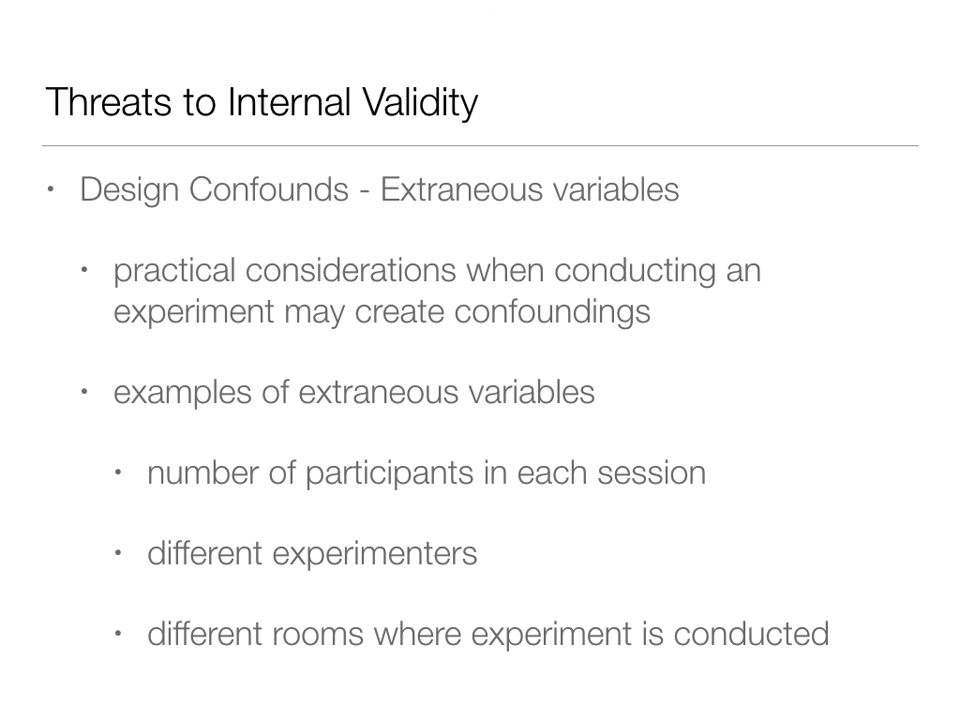 Threats to Internal Validity
• Design Confounds - Extraneous variables
• practical considerations when conducting an
experiment may create confoundings
• examples of extraneous variables
• number of participants in each session
• different experimenters
• different rooms where experiment is conducted